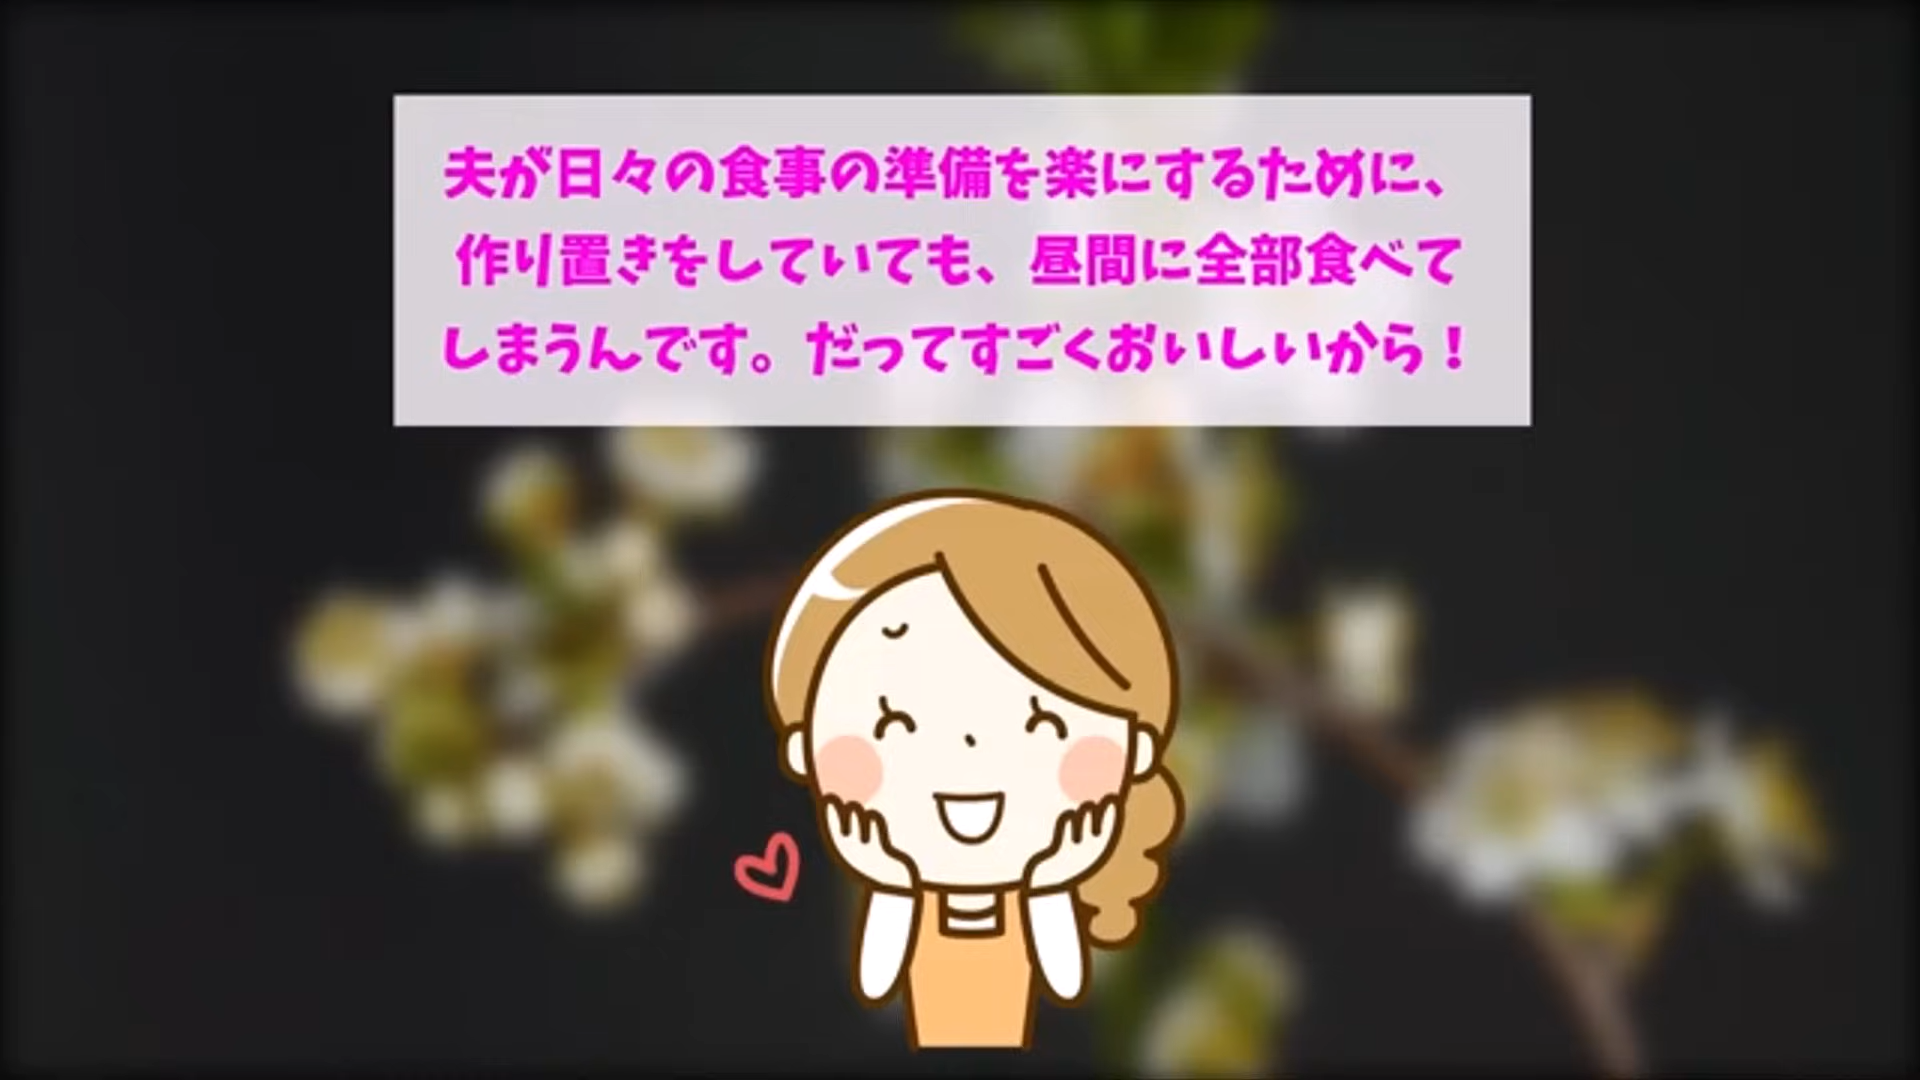 夫が日々の食事の準備を楽にするために、
作り置きをしていても、昼間に全部食べて
しまうんです。だってすごくおいしいから！